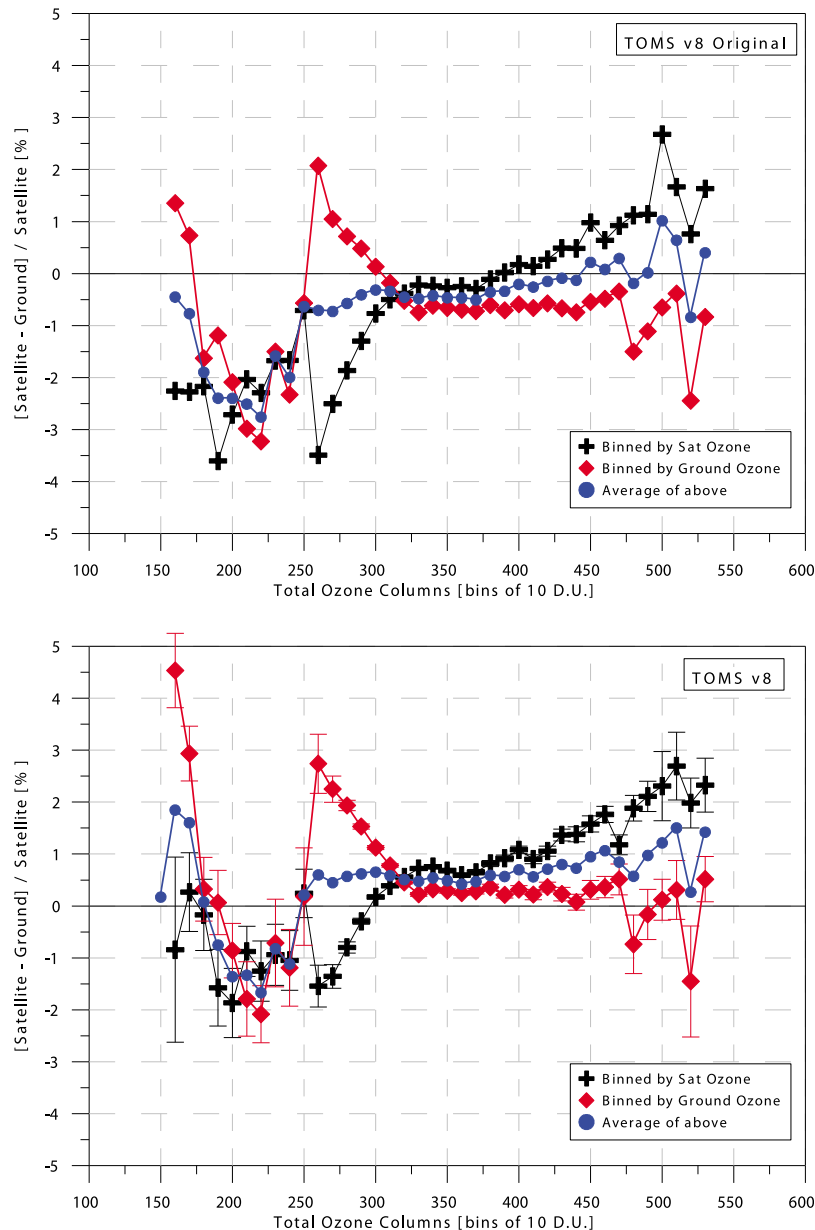 TOMS v8 Original
[Satellite - Ground] / Satellite [%]
5
4
3
2
1
0
-1
-2
-3
-4
-5
Binned by Sat Ozone
Binned by Ground Ozone
Average of above
100 150 200 250 300 350 400 450 500 550 600
Total Ozone Columns [bins of 10 D.U.]
TOMS v8
[Satellite - Ground] / Satellite [%]
5
4
3
2
1
0
-1
-2
-3
-4
-5
Binned by Sat Ozone
Binned by Ground Ozone
Average of above
100 150 200 250 300 350 400 450 500 550 600
Total Ozone Columns [bins of 10 D.U.]